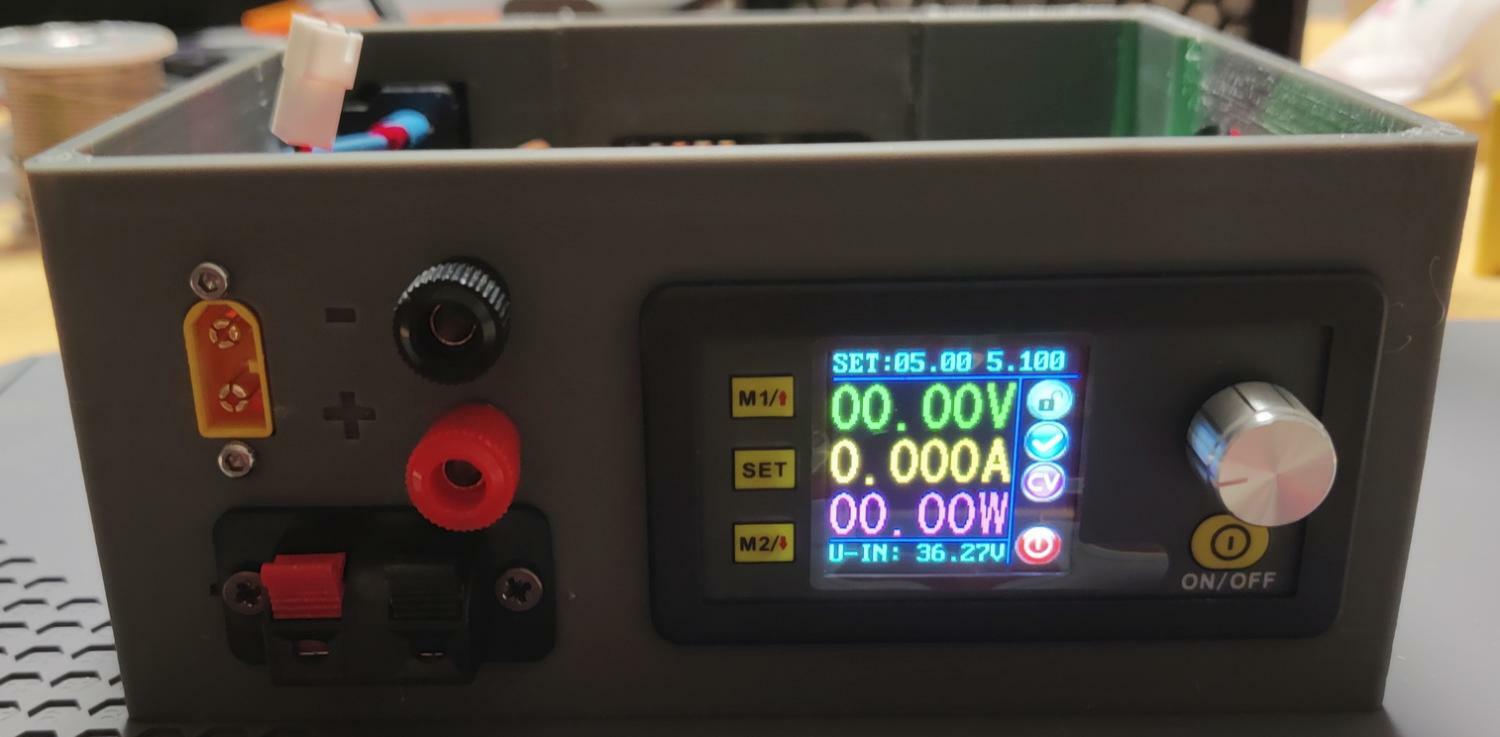 -
+
M1/⬆
SET
M2/⬇
SET:05.00 5.100
00.00V
0.000A
00.00W
U-IN: 36.27V
CV
ON/OFF